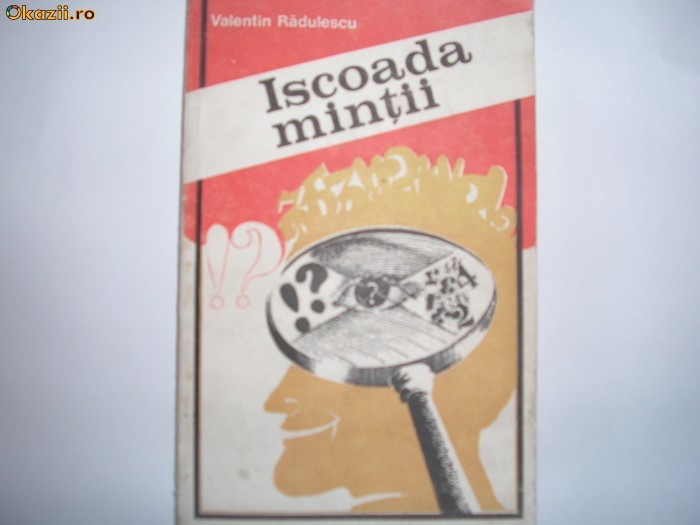 Okazii.ro
Valentin Rădulescu
Iscoada
minții
!?
!?
?